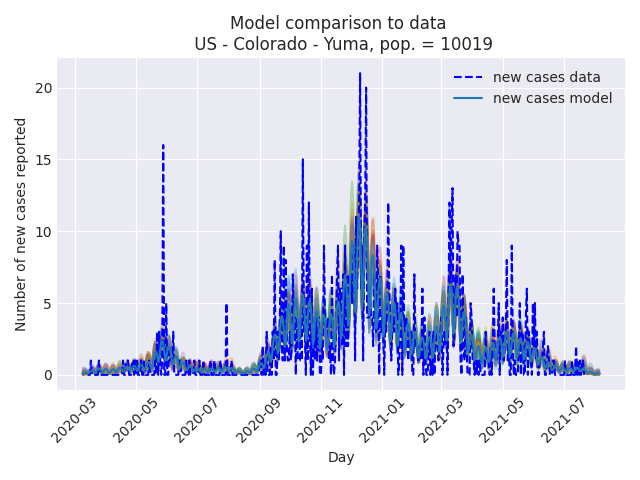 Model comparison to data
US - Colorado - Yuma, pop. = 10019
new cases data
new cases model
Number of new cases reported
20
15
10
5
0
2020-03
2020-05
2020-07
2020-09
2020-11
2021-01
2021-03
2021-05
2021-07
Day